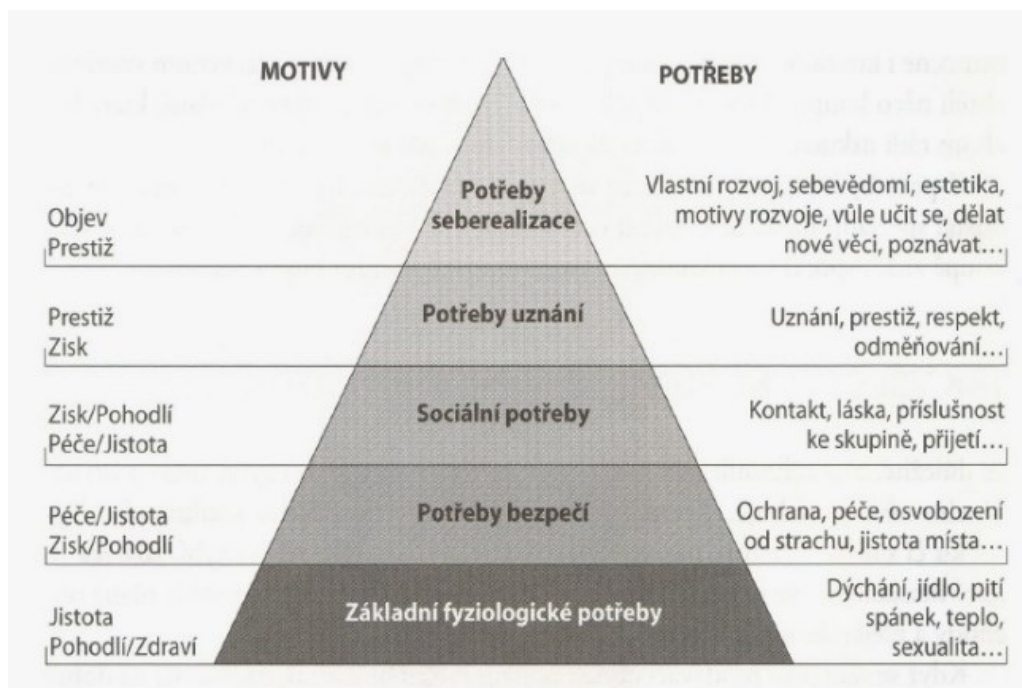 MOTIVY
POTŘEBY
Objev
Prestiž
Potřeby
seberealizace
Vlastní rozvoj, sebevědomí, estetika,
motivy rozvoje, vůle učit se, dělat
nové věci, poznávat...
Prestiž
Zisk
Potřeby uznání
Uznání, prestiž, respekt,
odměňování...
Zisk/Pohodlí
Péče/Jistota
Sociální potřeby
Kontakt, láska, příslušnost
ke skupině, přijetí...
Péče/Jistota
Zisk/Pohodlí
Potřeby bezpečí
Ochrana, péče, osvobození
od strachu, jistota místa...
Jistota
Pohodlí/Zdraví
Základní fyziologické potřeby
Dýchání, jídlo, pití
spánek, teplo,
sexualita...